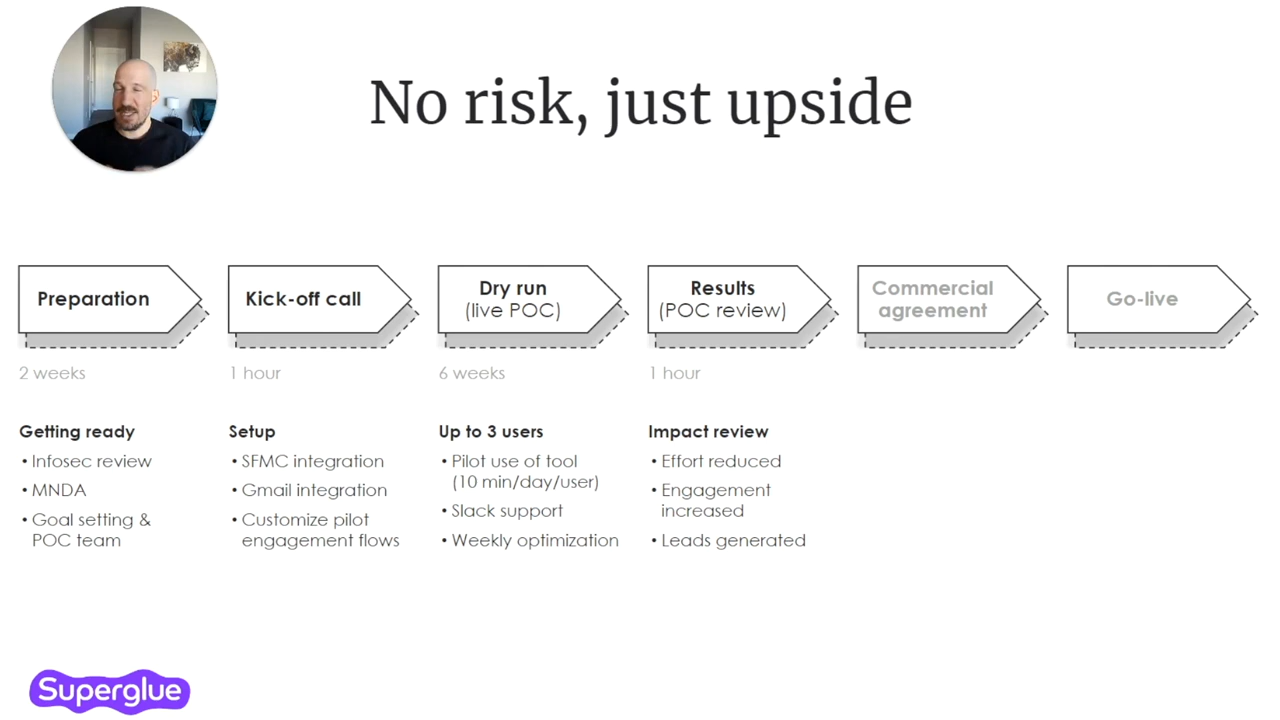 No risk, just upside
Preparation
Kick-off call
Dry run
(live POC)
Results
(POC review)
Commercial
agreement
Go-live
2 weeks
1 hour
6 weeks
1 hour
Getting ready
• Infosec review
• MNDA
• Goal setting &
POC team
Setup
• SFMC integration
• Gmail integration
• Customize pilot
engagement flows
Up to 3 users
• Pilot use of tool
(10 min/day/user)
• Slack support
• Weekly optimization
Impact review
• Effort reduced
• Engagement
increased
• Leads generated
Superglue